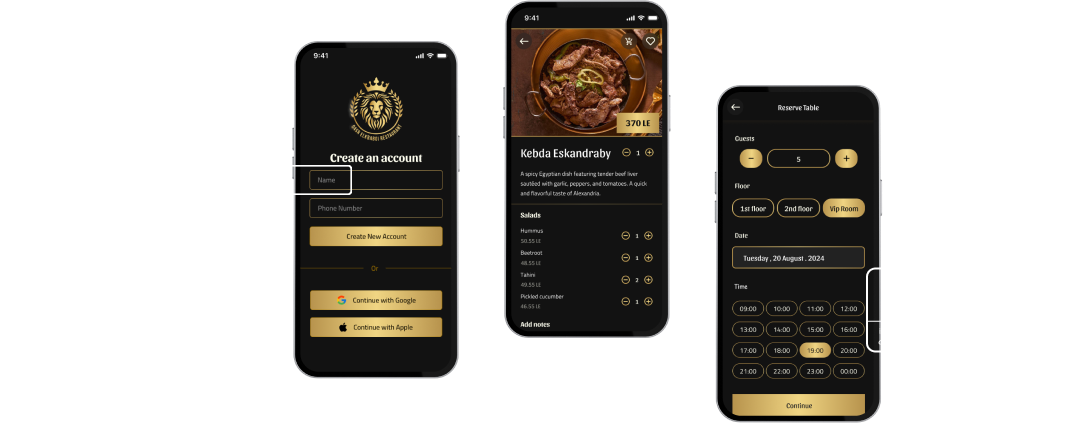 9:41
Create an account
Name
Phone Number
Create New Account
Or
Continue with Google
Continue with Apple
9:41
370 LE
Kebda Eskandraby
1
A spicy Egyptian dish featuring tender beef liver
sautéed with garlic, peppers, and tomatoes. A quick
and flavorful taste of Alexandria.
Salads
Hummus
1
50.55 LE
Beetroot
1
48.55 LE
Tahini
2
49.55 LE
Pickled cucumber
1
46.55 LE
Add notes
Reserve Table
Guests
− 5 +
Floor
1st floor 2nd floor Vip Room
Date
Tuesday , 20 August . 2024
Time
09:00 10:00 11:00 12:00
13:00 14:00 15:00 16:00
17:00 18:00 19:00 20:00
21:00 22:00 23:00 00:00
Continue